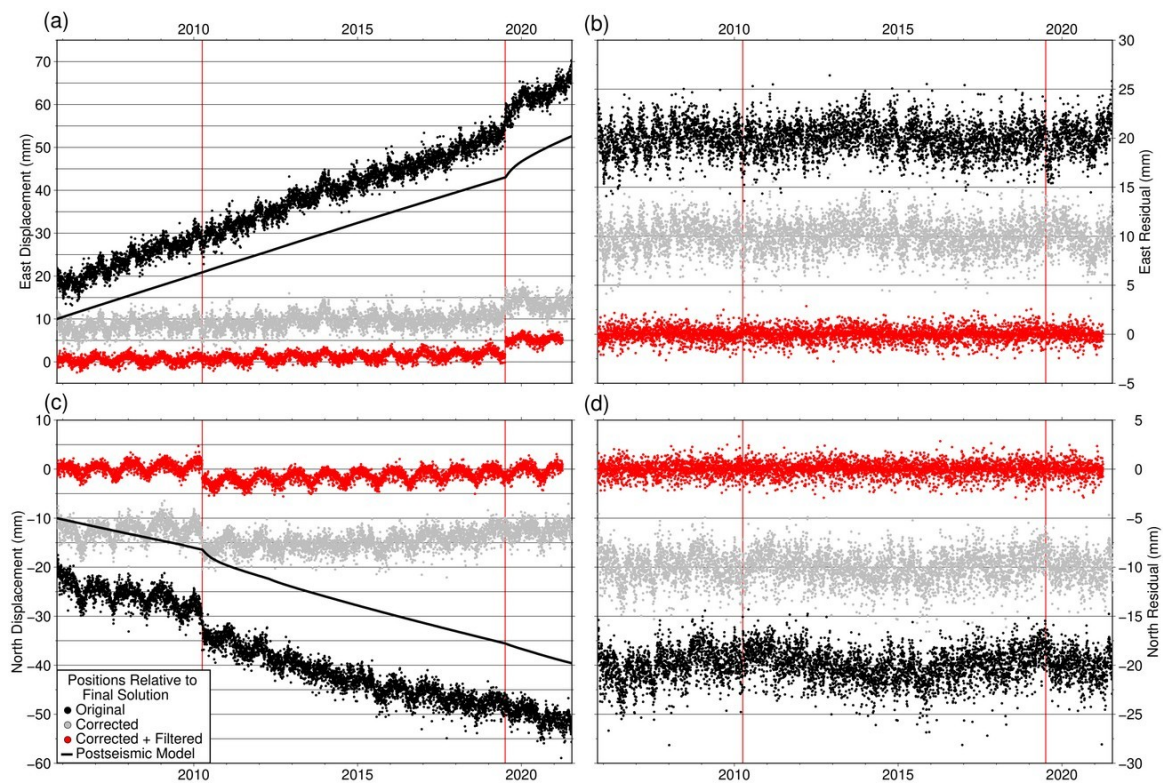 (a)
2010 2015 2020
(b)
2010 2015 2020
70
60
50
40
30
20
10
0
East Displacement (mm)
30
25
20
15
10
5
0
−5
East Residual (mm)
(c)
(d)
10
0
−10
−20
−30
−40
−50
−60
North Displacement (mm)
Positions Relative to
Final Solution
Original
Corrected
Corrected + Filtered
Postseismic Model
5
0
−5
−10
−15
−20
−25
−30
North Residual (mm)
2010 2015 2020
2010 2015 2020